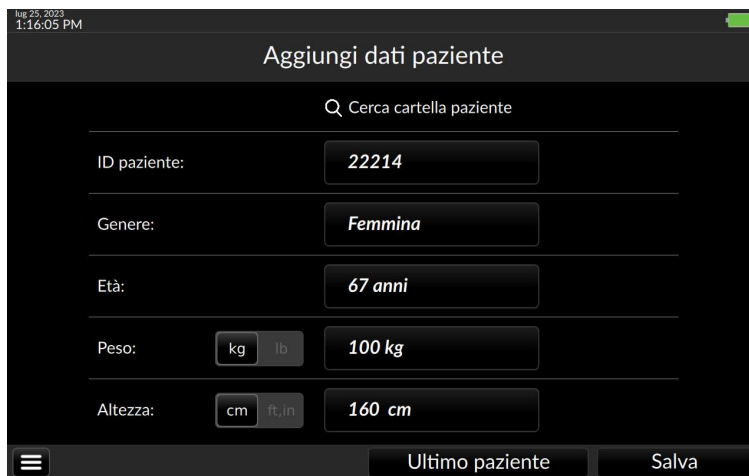 lug 25, 2023
1:16:05 PM
Aggiungi dati paziente
Cerca cartella paziente
ID paziente: 22214
Genere: Femmina
Età: 67 anni
Peso: kg lb 100 kg
Altezza: cm ft,in 160 cm
Ultimo paziente Salva